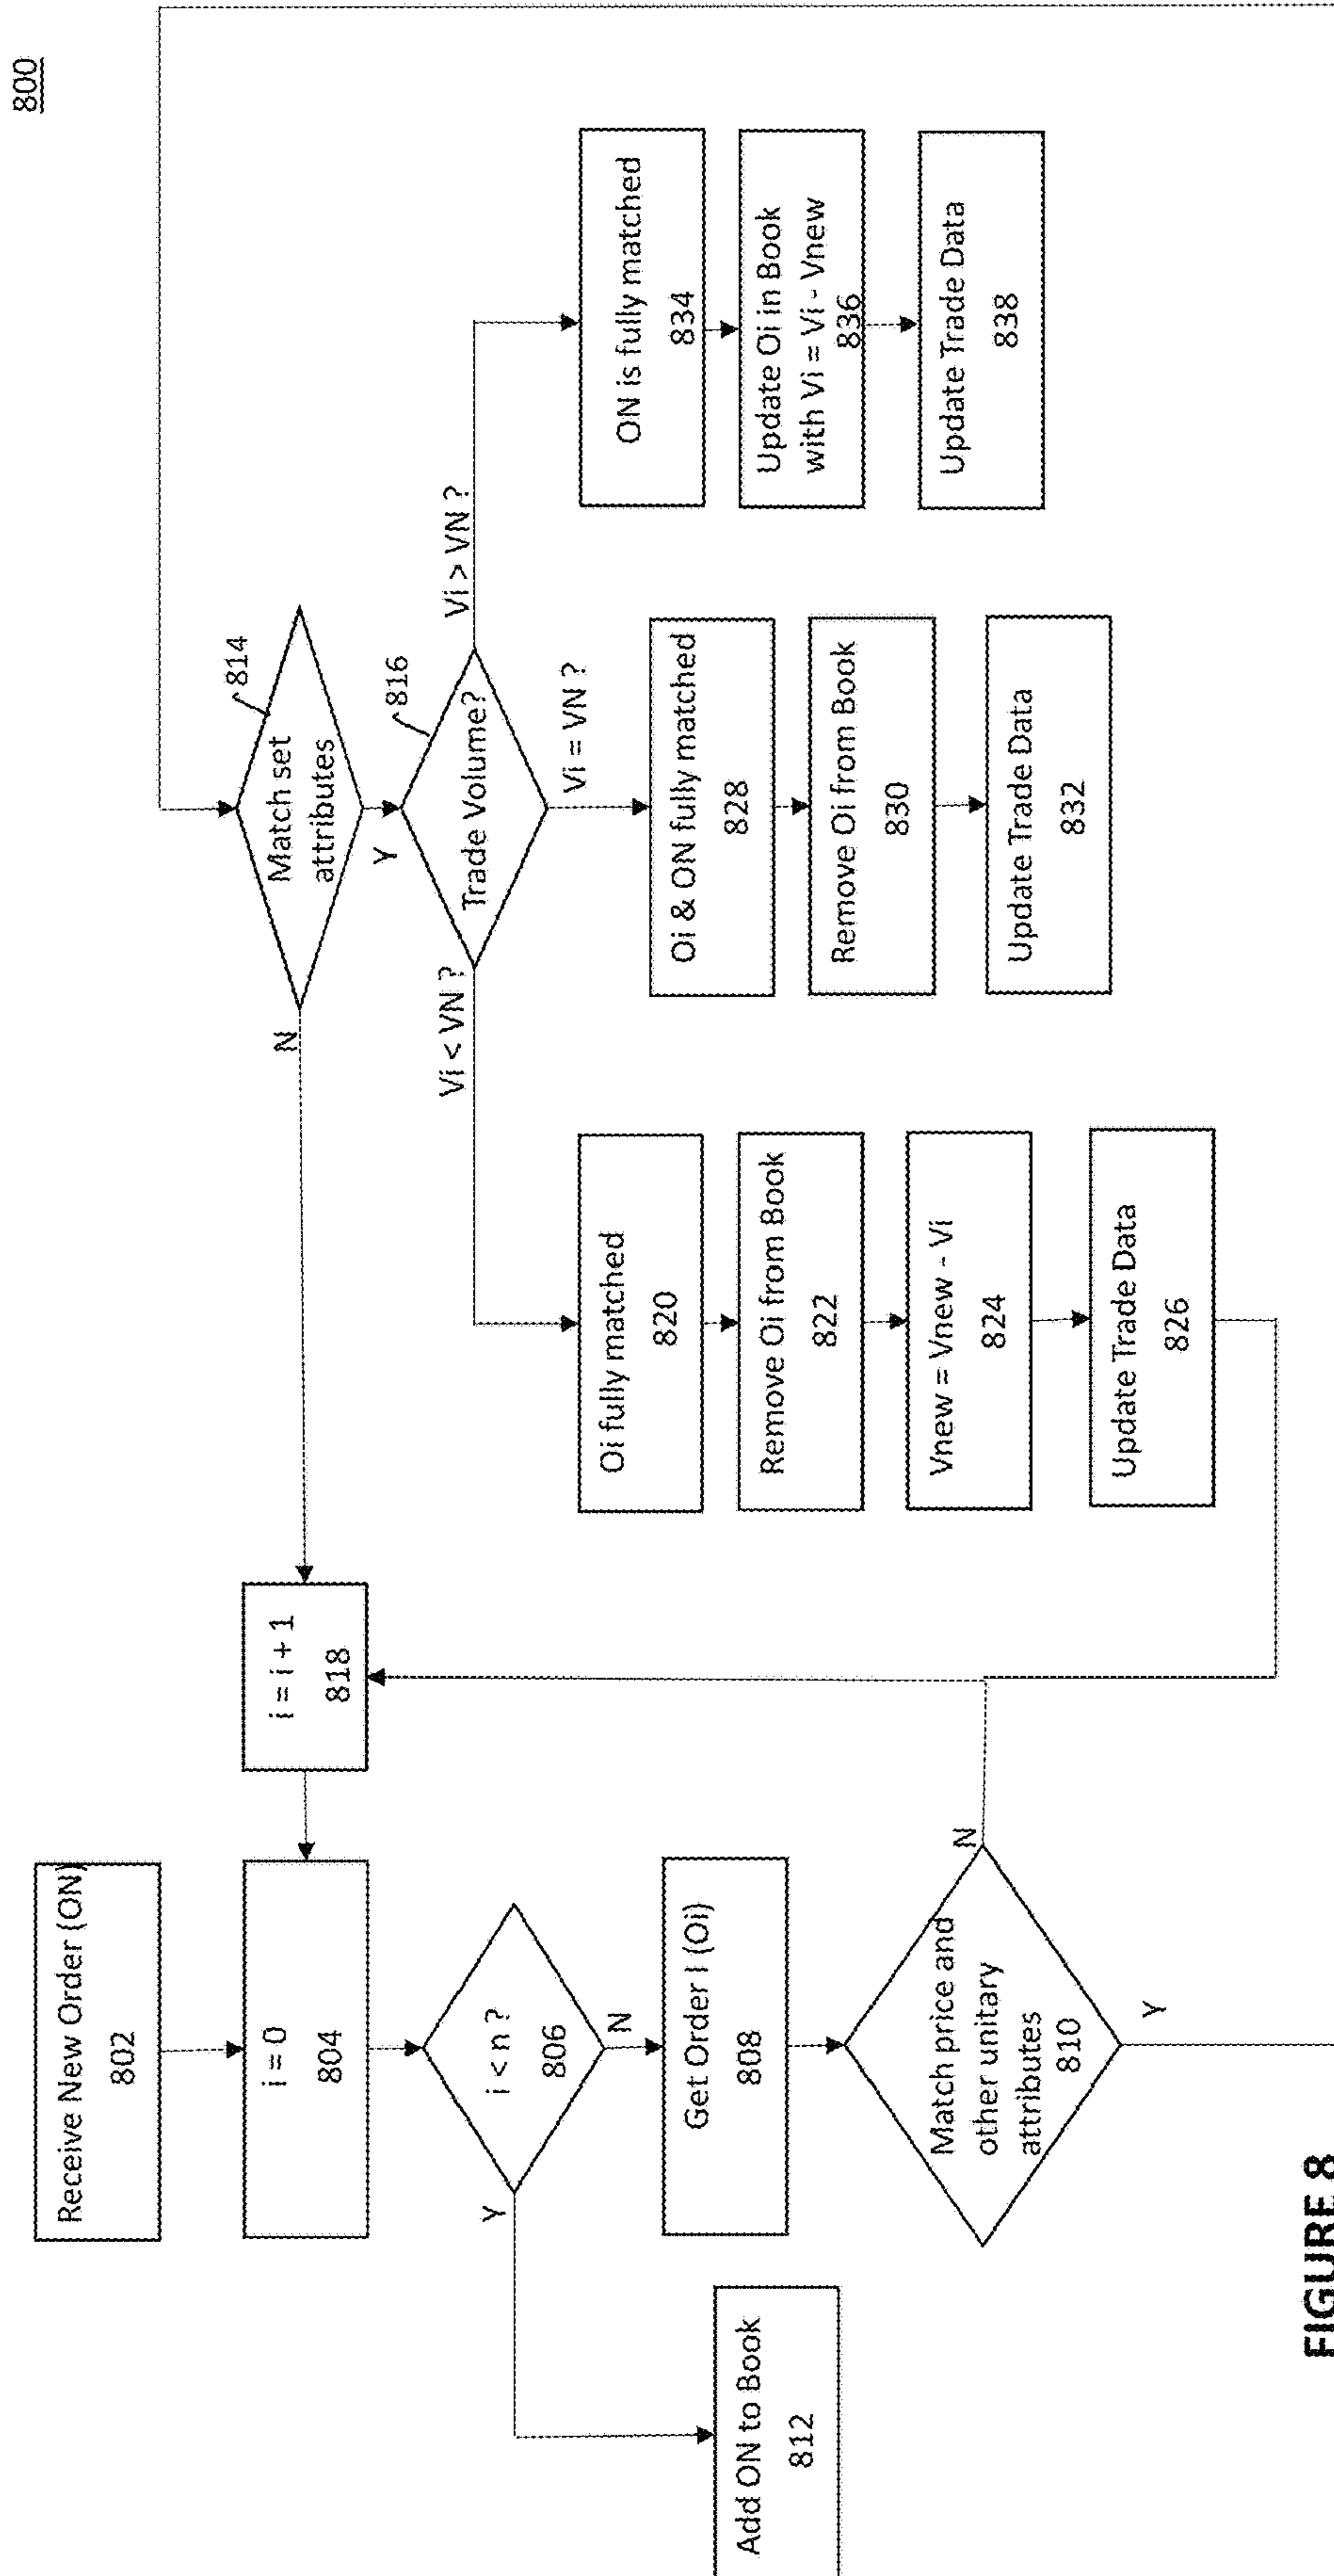 800
Receive New Order (ON)
802
i = 0
804
i = i + 1
818
i < n ?
806
Y
N
Add ON to Book
812
Get Order I (Oi)
808
Match price and
other unitary
attributes
810
N
Y
814
Match set
attributes
N
Y
816
Trade Volume?
Vi < VN ?
Vi = VN ?
Vi > VN ?
Oi fully matched
820
Remove Oi from Book
822
Vnew = Vnew - Vi
824
Update Trade Data
826
Oi & ON fully matched
828
Remove Oi from Book
830
Update Trade Data
832
ON is fully matched
834
Update Oi in Book
with Vi = Vi - Vnew
836
Update Trade Data
838
FIGURE 8